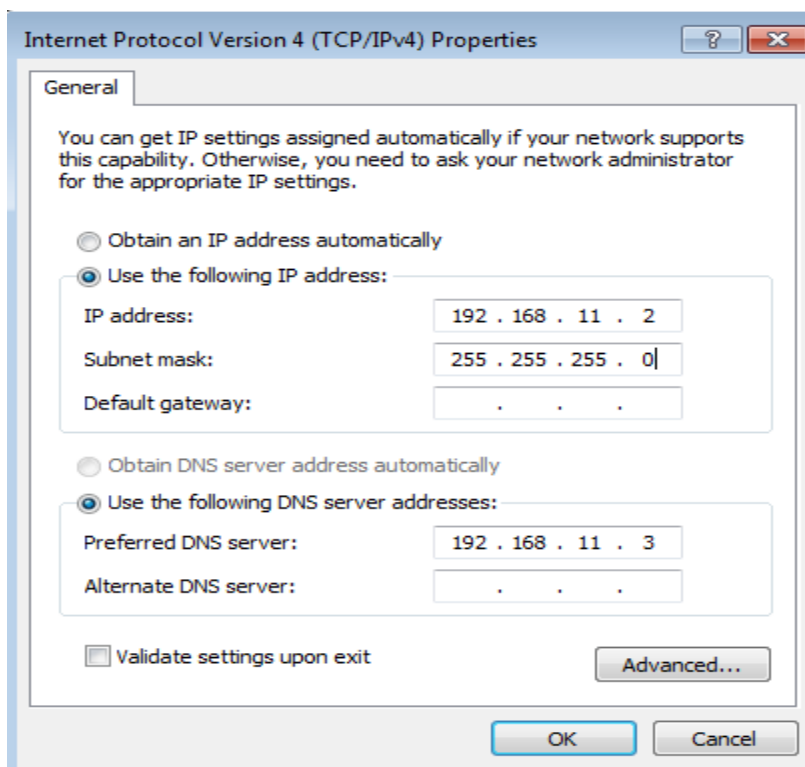 Internet Protocol Version 4 (TCP/IPv4) Properties
?
General
You can get IP settings assigned automatically if your network supports
this capability. Otherwise, you need to ask your network administrator
for the appropriate IP settings.
Obtain an IP address automatically
Use the following IP address:
IP address: 192 . 168 . 11 . 2
Subnet mask: 255 . 255 . 255 . 0
Default gateway: . . .
Obtain DNS server address automatically
Use the following DNS server addresses:
Preferred DNS server: 192 . 168 . 11 . 3
Alternate DNS server: . . .
Validate settings upon exit
Advanced...
OK Cancel